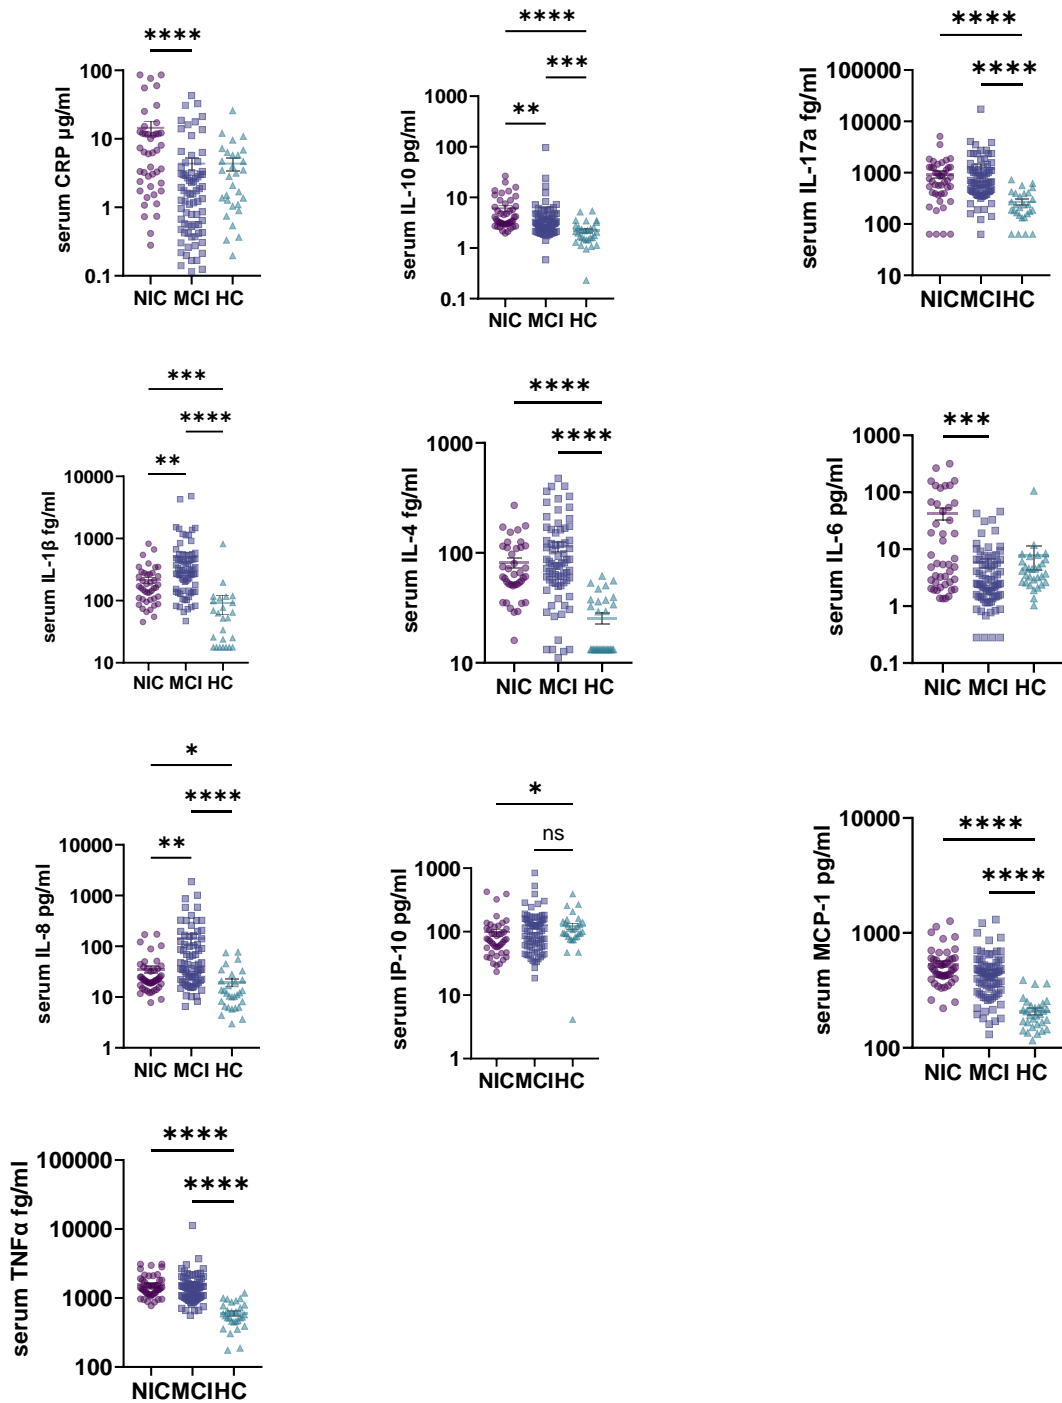 ****
serum CRP µg/ml
100
10
1
0.1
NIC MCI HC
****
***
**
serum IL-10 pg/ml
1000
100
10
1
0.1
NIC MCI HC
****
****
serum IL-17a fg/ml
100000
10000
1000
100
10
NICMCIHC
***
****
**
serum IL-1β fg/ml
10000
1000
100
10
NIC MCI HC
****
****
serum IL-4 fg/ml
1000
100
10
NIC MCI HC
***
serum IL-6 pg/ml
1000
100
10
1
0.1
NIC MCI HC
*
****
**
serum IL-8 pg/ml
10000
1000
100
10
1
NIC MCI HC
*
ns
serum IP-10 pg/ml
1000
100
10
1
NICMCIHC
****
****
serum MCP-1 pg/ml
10000
1000
100
NIC MCI HC
****
****
serum TNFα fg/ml
100000
10000
1000
100
NICMCIHC